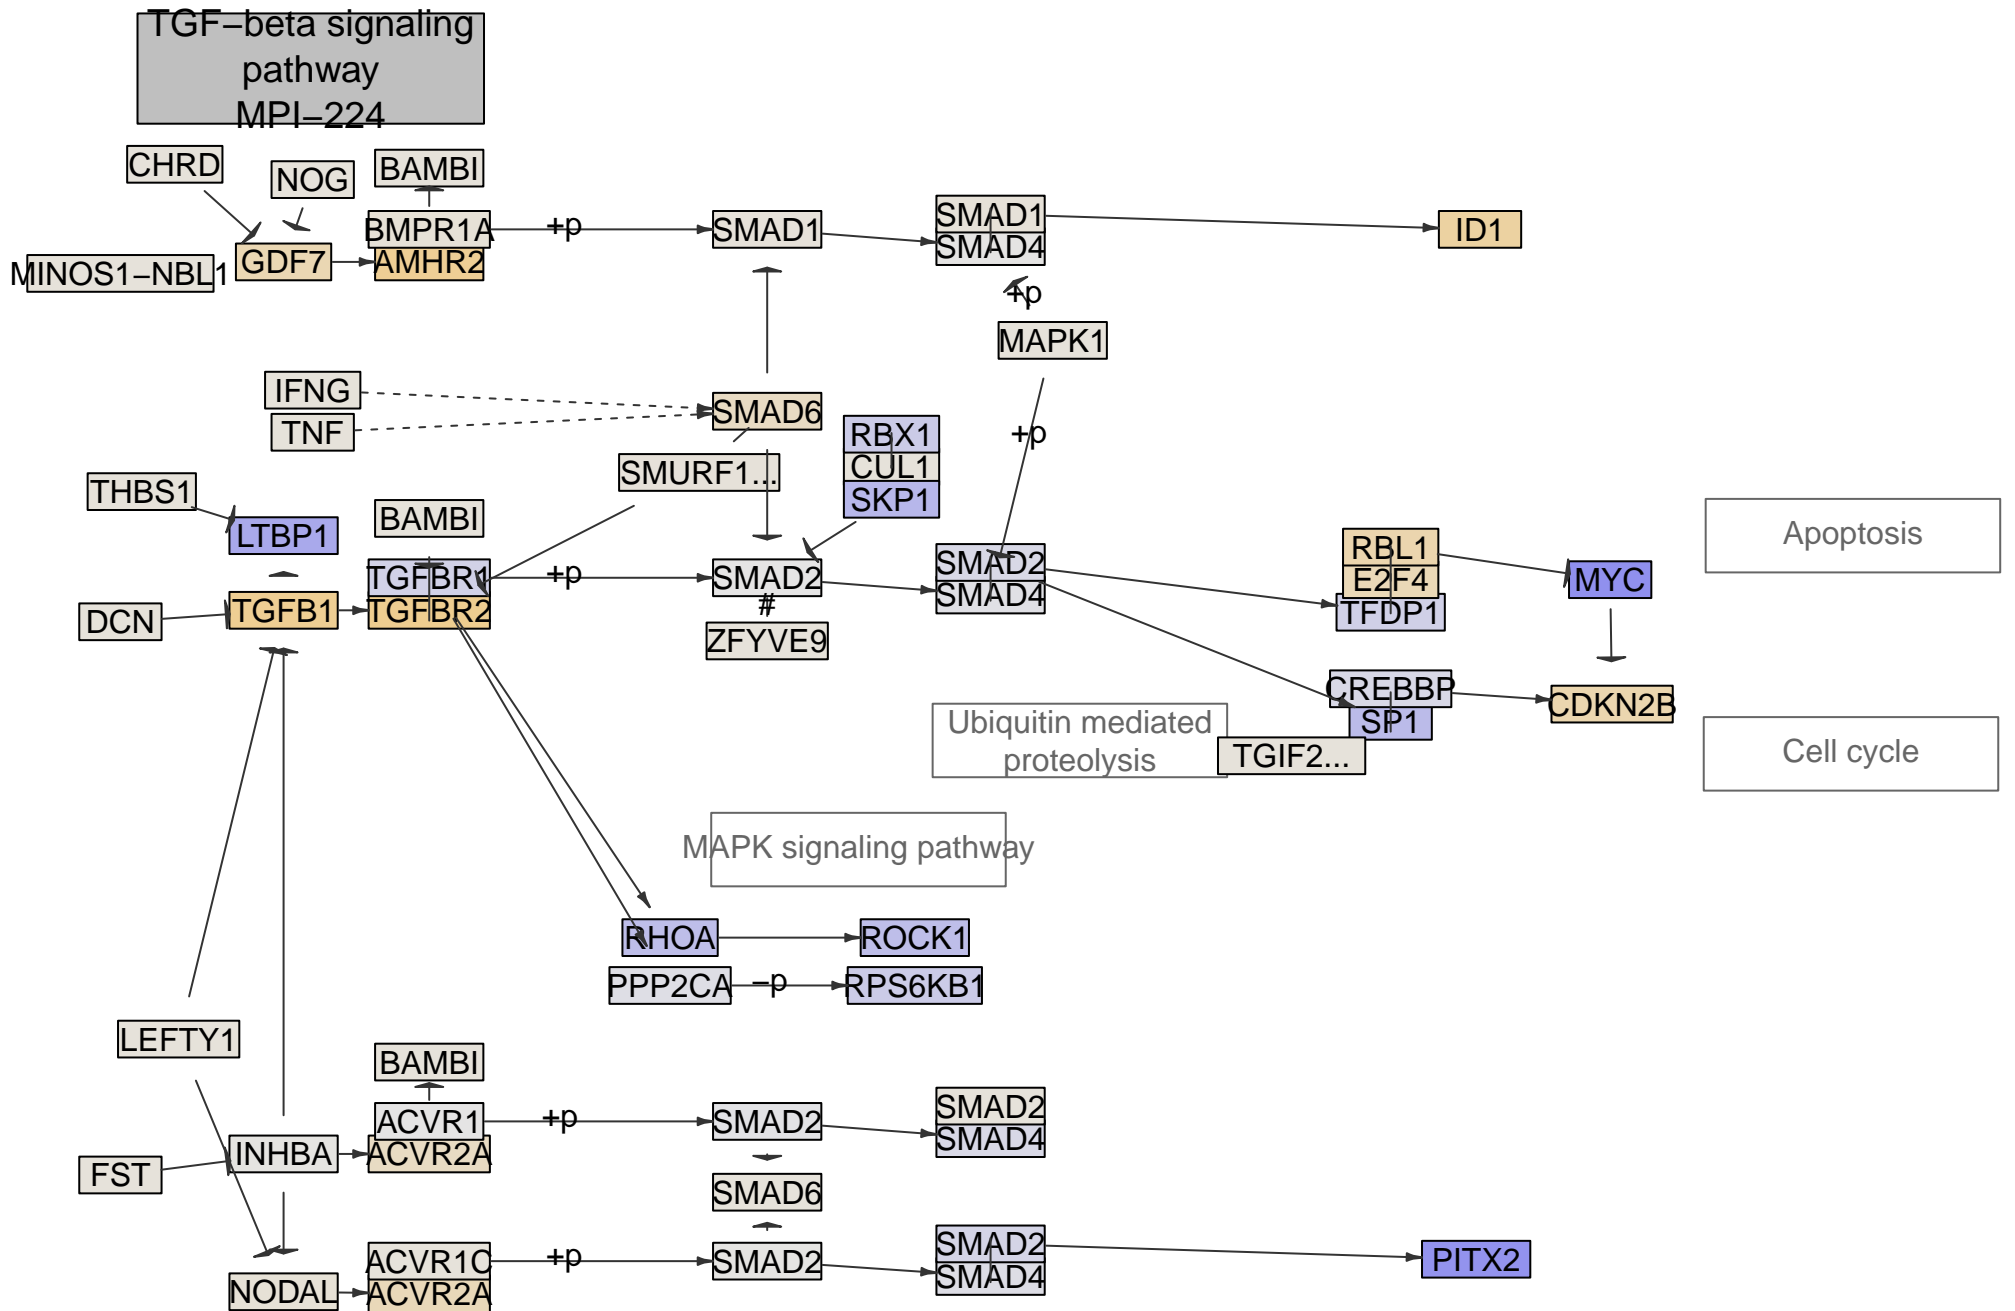 TGF−beta signaling
pathway
MPI−224
CHRD
NOG
BAMBI
BMPR1A
+p
SMAD1
SMAD1
SMAD4
ID1
MINOS1−NBL1
GDF7
AMHR2
+p
MAPK1
IFNG
TNF
SMAD6
RBX1
CUL1
SKP1
+p
SMURF1...
THBS1
LTBP1
BAMBI
TGFBR1
TGFBR2
+p
SMAD2
#
ZFYVE9
SMAD2
SMAD4
RBL1
E2F4
TFDP1
MYC
Apoptosis
DCN
TGFB1
CREBBP
SP1
TGIF2...
CDKN2B
Ubiquitin mediated
proteolysis
Cell cycle
MAPK signaling pathway
RHOA
ROCK1
PPP2CA
−p
RPS6KB1
LEFTY1
BAMBI
ACVR1
ACVR2A
+p
SMAD2
SMAD2
SMAD4
INHBA
FST
SMAD6
ACVR1C
ACVR2A
+p
SMAD2
SMAD2
SMAD4
PITX2
NODAL